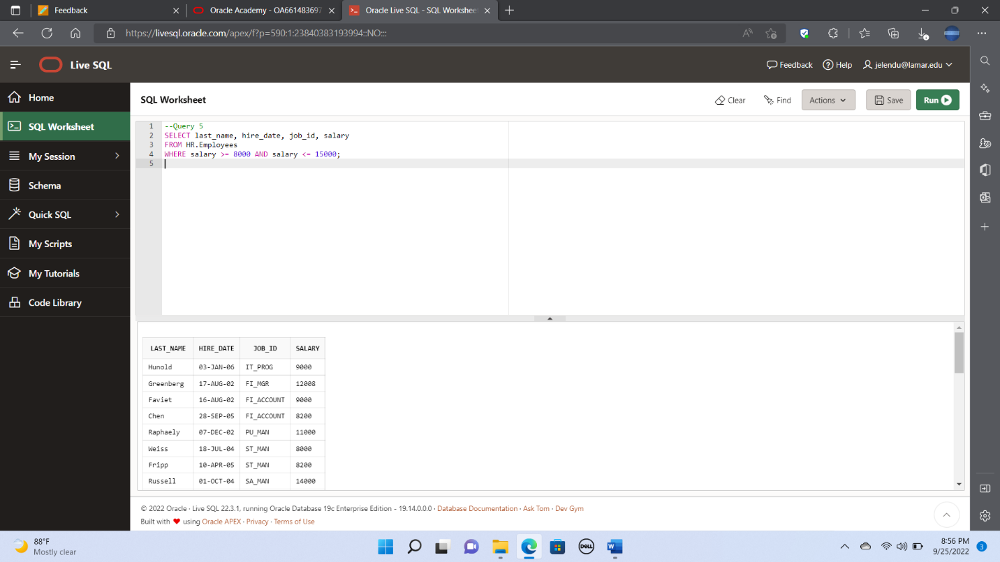 Feedback
Oracle Academy - OA661483697
Oracle Live SQL - SQL Workshee
https://livesql.oracle.com/apex/f?p=590:1:23840383193994::NO:::
Live SQL
Feedback
Help
jelendu@lamar.edu
Home
SQL Worksheet
My Session
Schema
Quick SQL
My Scripts
My Tutorials
Code Library
SQL Worksheet
Clear
Find
Actions
Save
Run
1 --Query 5
2 SELECT last_name, hire_date, job_id, salary
3 FROM HR.Employees
4 WHERE salary >= 8000 AND salary <= 15000;
5
LAST_NAME HIRE_DATE JOB_ID SALARY
Hunold 03-JAN-06 IT_PROG 9000
Greenberg 17-AUG-02 FI_MGR 12008
Faviet 16-AUG-02 FI_ACCOUNT 9000
Chen 28-SEP-05 FI_ACCOUNT 8200
Raphaely 07-DEC-02 PU_MAN 11000
Weiss 18-JUL-04 ST_MAN 8000
Fripp 10-APR-05 ST_MAN 8200
Russell 01-OCT-04 SA_MAN 14000
© 2022 Oracle · Live SQL 22.3.1, running Oracle Database 19c Enterprise Edition - 19.14.0.0.0 · Database Documentation · Ask Tom · Dev Gym
Built with ❤ using Oracle APEX · Privacy · Terms of Use
88°F
Mostly clear
DELL
8:56 PM
9/25/2022
3